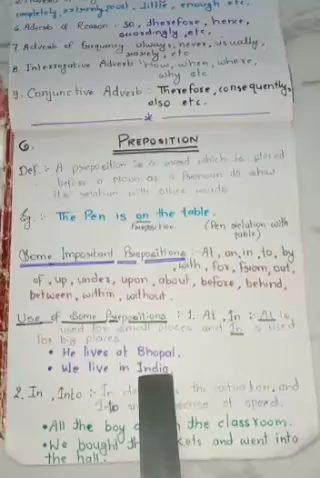 completely, extremely, most, little, enough etc.
6. Adverb of Reason :- So, therefore, hence,
accordingly, etc.
7. Adverb of frequency always, never, usually,
rarely, etc
8. Interrogative Adverb How, when, where,
why etc
9. Conjunctive Adverb : Therefore, consequently,
also etc.
6. PREPOSITION
Def. :- A preposition is a word which is placed
before a Noun or a Pronoun to show
its relation with other words
Eg. :- The Pen is on the table.
Preposition (Pen relation with
table)
Some Important Prepositions :- At, on, in, to, by
, with, for, from, out,
of, up, under, upon, about, before, behind,
between, within, without.
Use of Some Prepositions :- 1. At, In :- At is
used for small places and In is used
for big places
• He lives at Bhopal.
• We live in India.
2. In, Into :- In the situation, and
Into sense of speed.
• All the boy the classroom.
• We bought and went into
the hall.